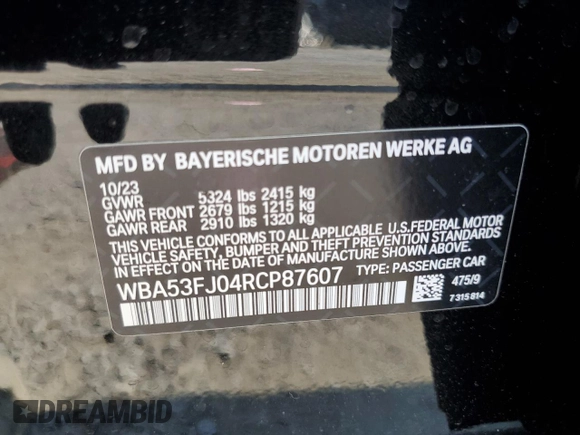 MFD BY BAYERISCHE MOTOREN WERKE AG
10/23
GVWR 5324 lbs 2415 kg
GAWR FRONT 2679 lbs 1215 kg
GAWR REAR 2910 lbs 1320 kg
THIS VEHICLE CONFORMS TO ALL APPLICABLE U.S.FEDERAL MOTOR
VEHICLE SAFETY, BUMPER AND THEFT PREVENTION STANDARDS
IN EFFECT ON THE DATE OF MANUFACTURE SHOWN ABOVE.
WBA53FJ04RCP87607 TYPE: PASSENGER CAR
475/9
7315814
DREAMBID